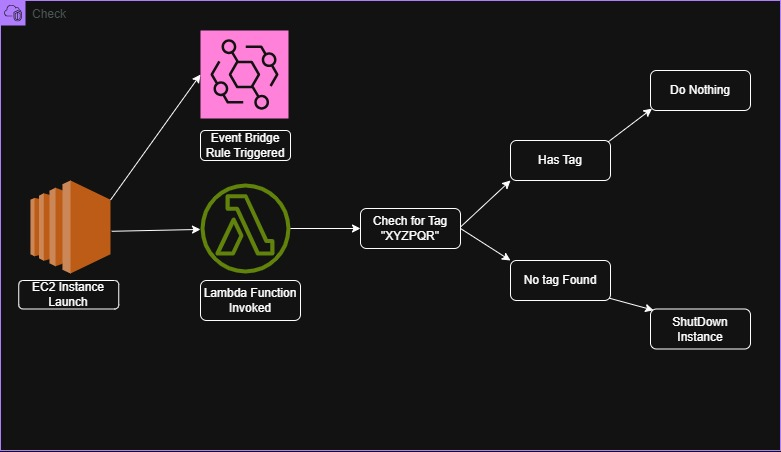 Check
Event Bridge
Rule Triggered
EC2 Instance
Launch
Lambda Function
Invoked
Chech for Tag
"XYZPQR"
Has Tag
Do Nothing
No tag Found
ShutDown
Instance